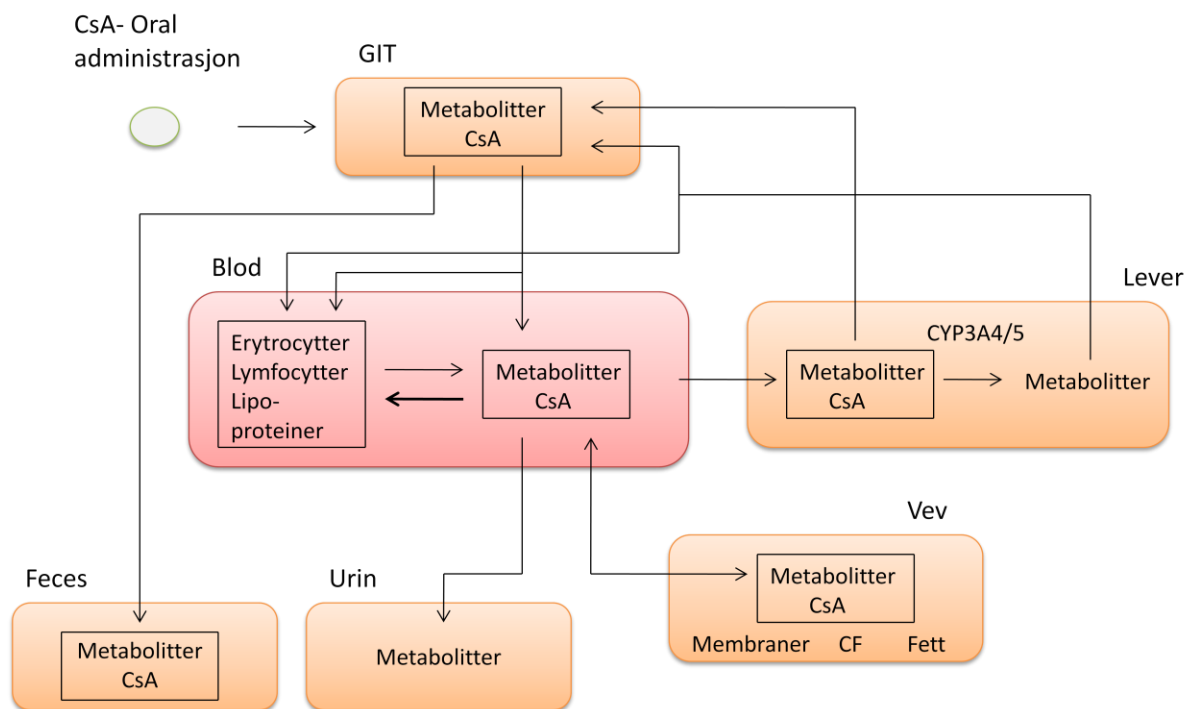 CsA- Oral
administrasjon
GIT
Metabolitter
CsA
Blod
Erytrocytter
Lymfocytter
Lipo-
proteiner
Metabolitter
CsA
Lever
CYP3A4/5
Metabolitter
CsA
Metabolitter
Vev
Metabolitter
CsA
Membraner CF Fett
Feces
Metabolitter
CsA
Urin
Metabolitter